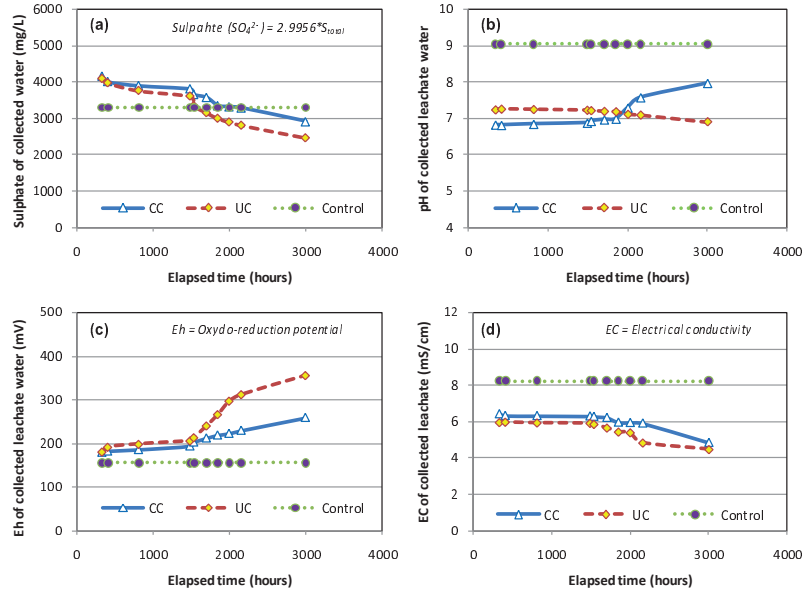 (a)
Sulpahte (SO₄²⁻) = 2.9956*Stotal
Sulphate of collected water (mg/L)
6000
5000
4000
3000
2000
1000
0
CC
UC
Control
0 1000 2000 3000 4000
Elapsed time (hours)
(b)
pH of collected leachate water
10
9
8
7
6
5
4
CC
UC
Control
0 1000 2000 3000 4000
Elapsed time (hours)
(c)
Eh = Oxydo-reduction potential
Eh of collected leachate water (mV)
500
400
300
200
100
0
CC
UC
Control
0 1000 2000 3000 4000
Elapsed time (hours)
(d)
EC = Electrical conductivity
EC of collected leachate (mS/cm)
12
10
8
6
4
2
0
CC
UC
Control
0 1000 2000 3000 4000
Elapsed time (hours)